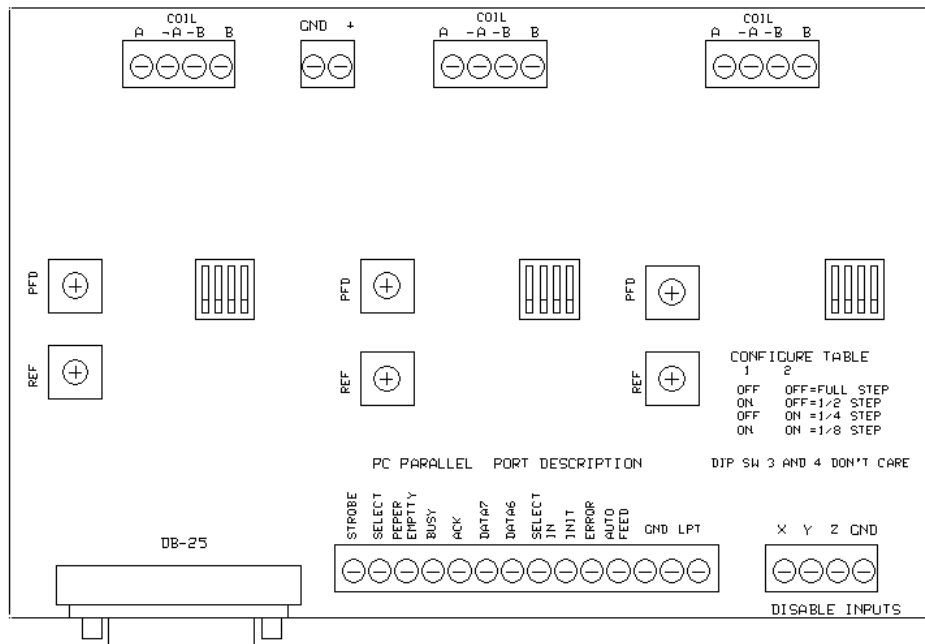 COIL
A -A -B B
GND +
COIL
A -A -B B
COIL
A -A -B B
PFD
PFD
PFD
REF
REF
REF
CONFIGURE TABLE
1 2
OFF OFF=FULL STEP
ON OFF=1/2 STEP
OFF ON =1/4 STEP
ON ON =1/8 STEP
DIP SW 3 AND 4 DON'T CARE
PC PARALLEL PORT DESCRIPTION
STROBE
SELECT
PEPER
EMPTTY
BUSY
ACK
DATA7
DATA6
SELECT
IN
INIT
ERROR
AUTO
FEED
GND LPT
X Y Z GND
DB-25
DISABLE INPUTS